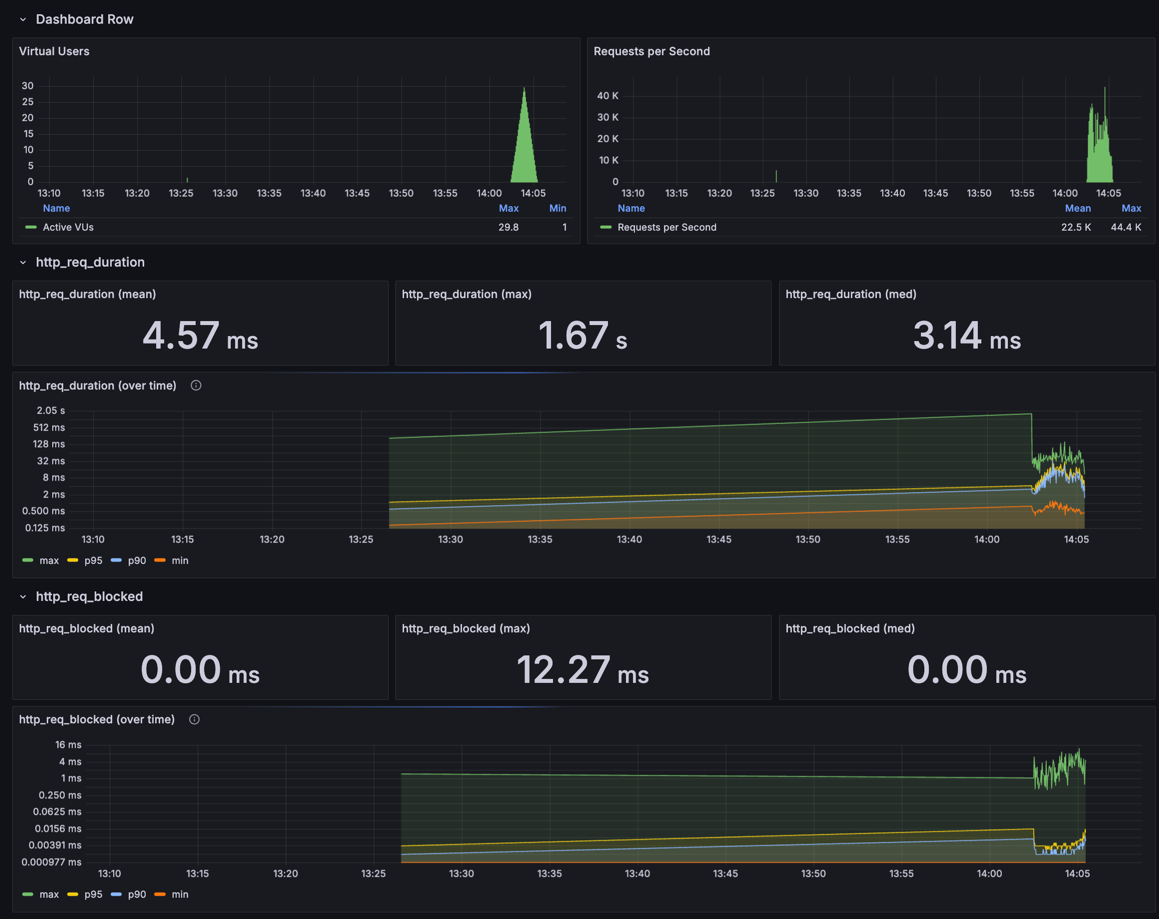 Dashboard Row
Virtual Users
30
25
20
15
10
5
0
13:10 13:15 13:20 13:25 13:30 13:35 13:40 13:45 13:50 13:55 14:00 14:05
Name Max Min
Active VUs 29.8 1
Requests per Second
40 K
30 K
20 K
10 K
0
13:10 13:15 13:20 13:25 13:30 13:35 13:40 13:45 13:50 13:55 14:00 14:05
Name Mean Max
Requests per Second 22.5 K 44.4 K
http_req_duration
http_req_duration (mean)
4.57 ms
http_req_duration (max)
1.67 s
http_req_duration (med)
3.14 ms
http_req_duration (over time)
2.05 s
512 ms
128 ms
32 ms
8 ms
2 ms
0.500 ms
0.125 ms
13:10 13:15 13:20 13:25 13:30 13:35 13:40 13:45 13:50 13:55 14:00 14:05
max p95 p90 min
http_req_blocked
http_req_blocked (mean)
0.00 ms
http_req_blocked (max)
12.27 ms
http_req_blocked (med)
0.00 ms
http_req_blocked (over time)
16 ms
4 ms
1 ms
0.250 ms
0.0625 ms
0.0156 ms
0.00391 ms
0.000977 ms
13:10 13:15 13:20 13:25 13:30 13:35 13:40 13:45 13:50 13:55 14:00 14:05
max p95 p90 min